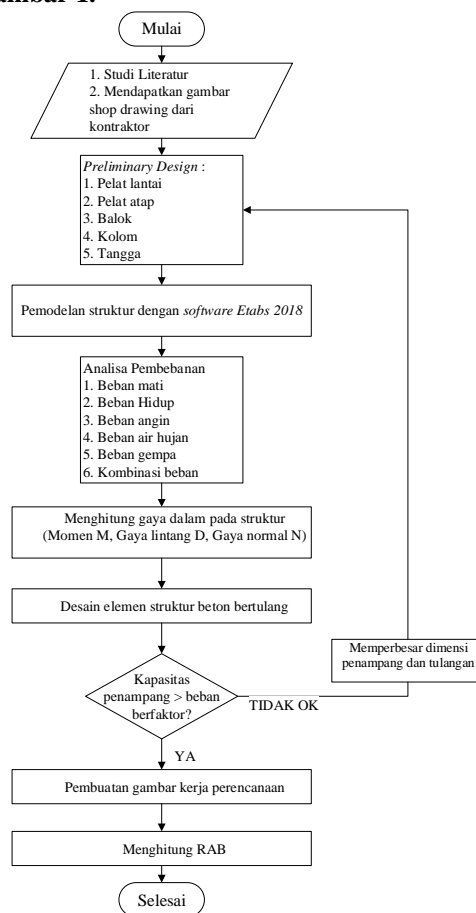 Mulai
1. Studi Literatur
2. Mendapatkan gambar
shop drawing dari
kontraktor
Preliminary Design :
1. Pelat lantai
2. Pelat atap
3. Balok
4. Kolom
5. Tangga
Pemodelan struktur dengan software Etabs 2018
Analisa Pembebanan
1. Beban mati
2. Beban Hidup
3. Beban angin
4. Beban air hujan
5. Beban gempa
6. Kombinasi beban
Menghitung gaya dalam pada struktur
(Momen M, Gaya lintang D, Gaya normal N)
Desain elemen struktur beton bertulang
Memperbesar dimensi
penampang dan tulangan
Kapasitas
penampang > beban
berfaktor?
TIDAK OK
YA
Pembuatan gambar kerja perencanaan
Menghitung RAB
Selesai